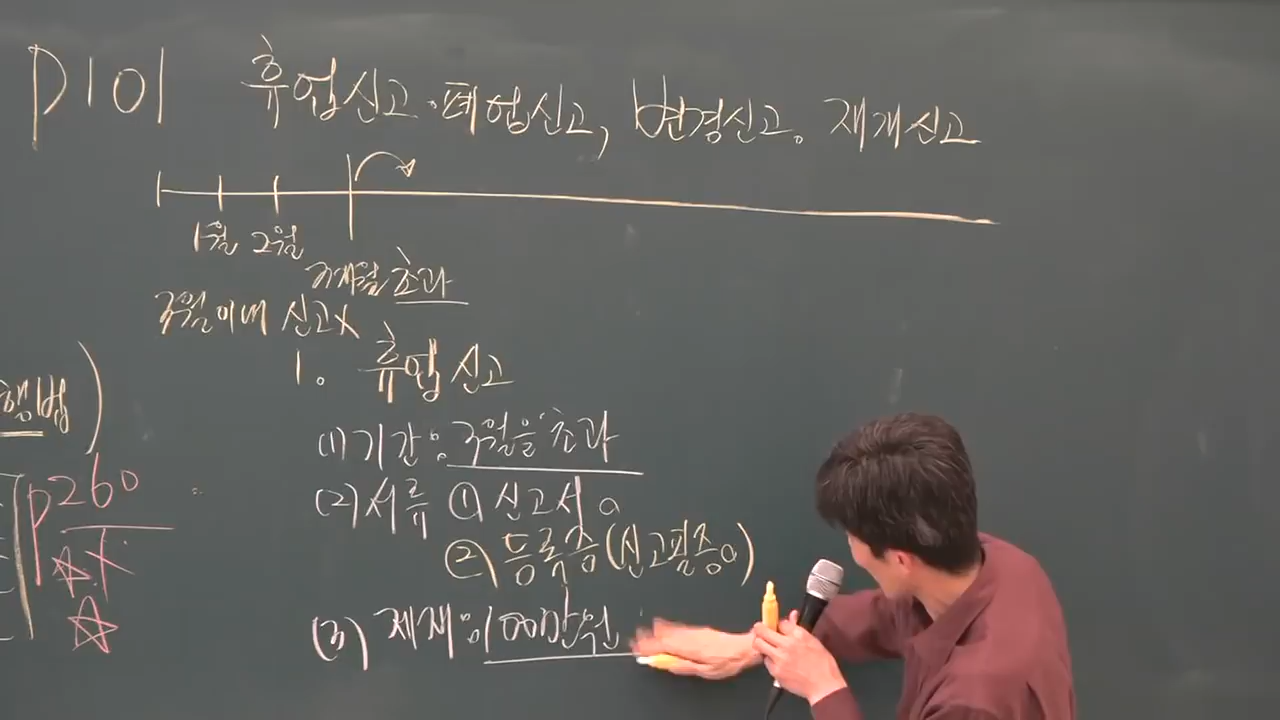 P101 휴업신고·폐업신고, 변경신고。재개신고
1월 2월
3개월 초과
3월이내 신고X
1。 휴업신고
(1) 기간: 3월을 초과
(2) 서류 ① 신고서。
② 등록증(신고필증。)
(3) 제재: 100만원
행법)
p260